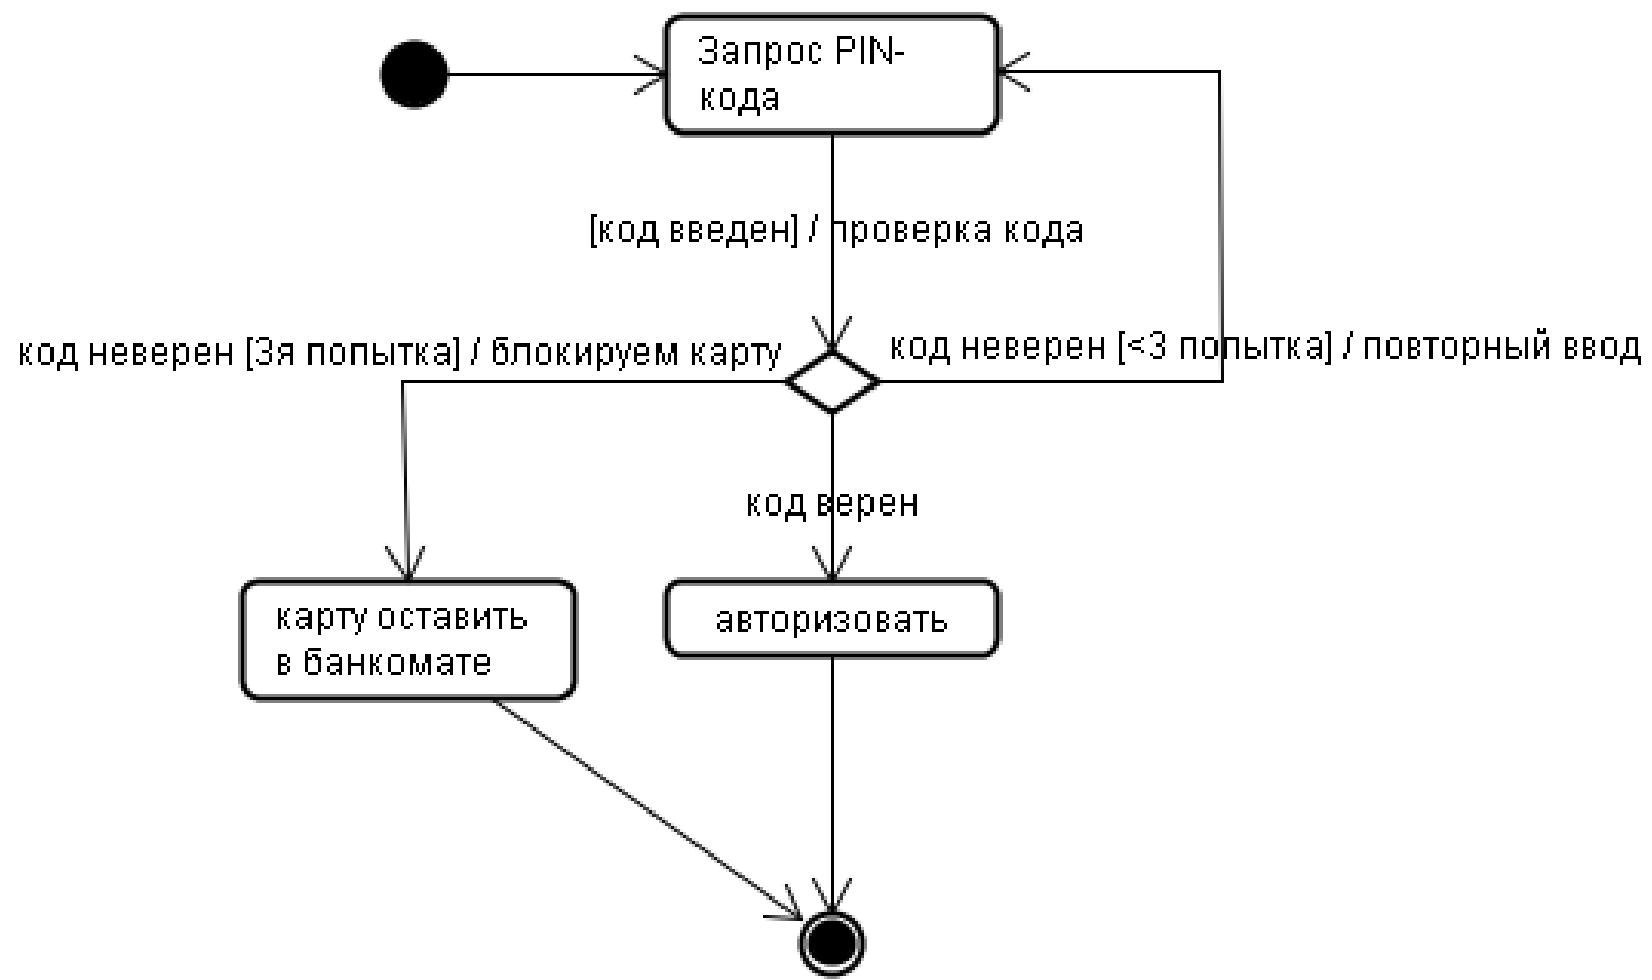 Запрос PIN-
кода
[код введен] / проверка кода
код неверен [3я попытка] / блокируем карту
код неверен [<3 попытка] / повторный ввод
код верен
карту оставить
в банкомате
авторизовать